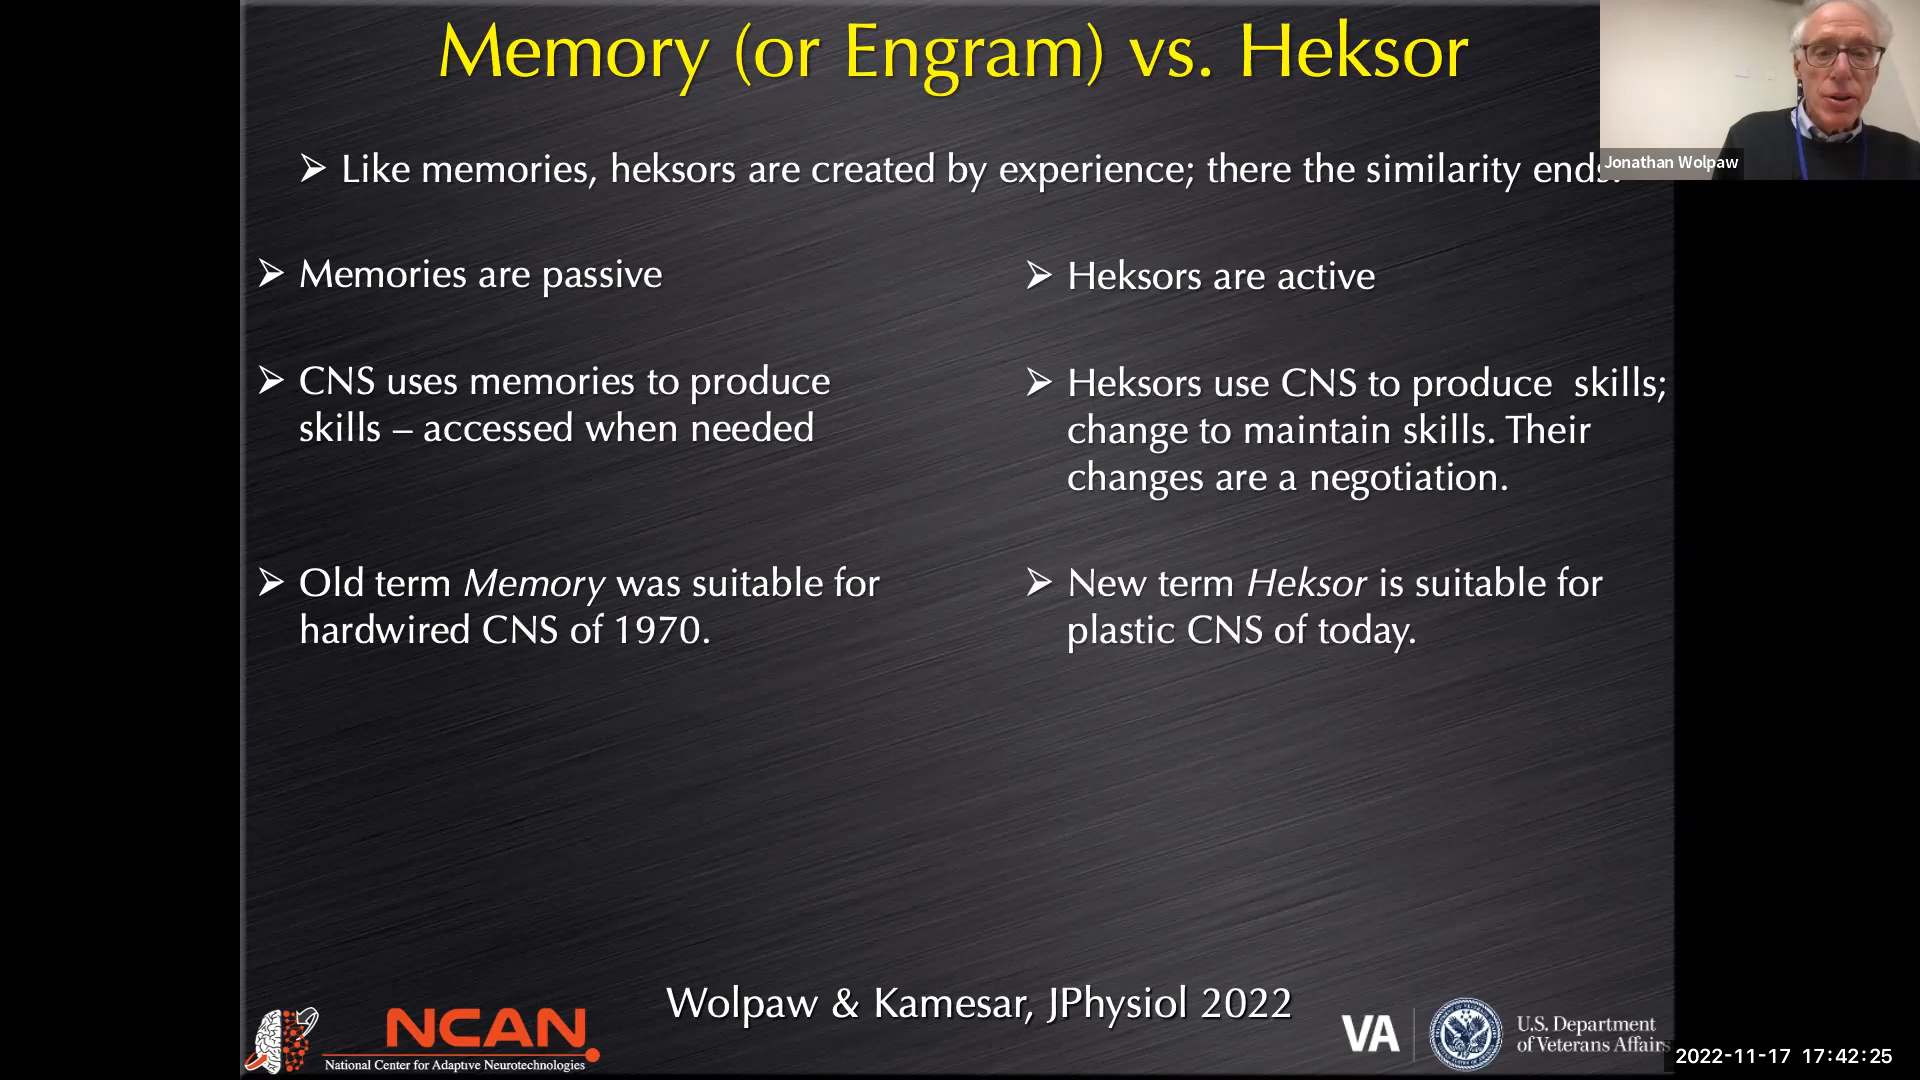 Memory (or Engram) vs. Heksor
Jonathan Wolpaw
➢ Like memories, heksors are created by experience; there the similarity ends.
➢ Memories are passive
➢ Heksors are active
➢ CNS uses memories to produce
skills – accessed when needed
➢ Heksors use CNS to produce  skills;
change to maintain skills. Their
changes are a negotiation.
➢ Old term Memory was suitable for
hardwired CNS of 1970.
➢ New term Heksor is suitable for
plastic CNS of today.
Wolpaw & Kamesar, JPhysiol 2022
NCAN
National Center for Adaptive Neurotechnologies
VA
U.S. Department
of Veterans Affairs
2022-11-17 17:42:25